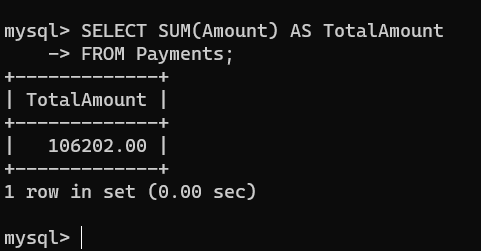 mysql> SELECT SUM(Amount) AS TotalAmount
    -> FROM Payments;
+-------------+
| TotalAmount |
+-------------+
|   106202.00 |
+-------------+
1 row in set (0.00 sec)
mysql>